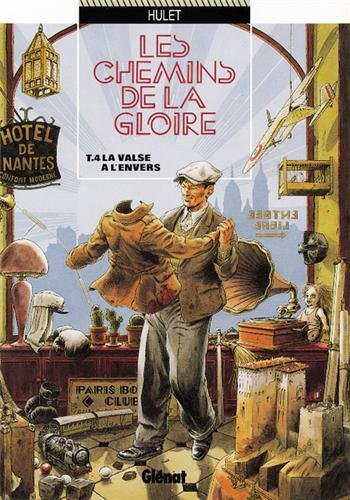 HULET
LES
CHEMINS
DE LA
GLOIRE
T.4 LA VALSE
A L'ENVERS
HOTEL
DE
NANTES
CONFORT MODERNE
ENTREE
LIBRE
PARIS BO
CLUB
Glénat